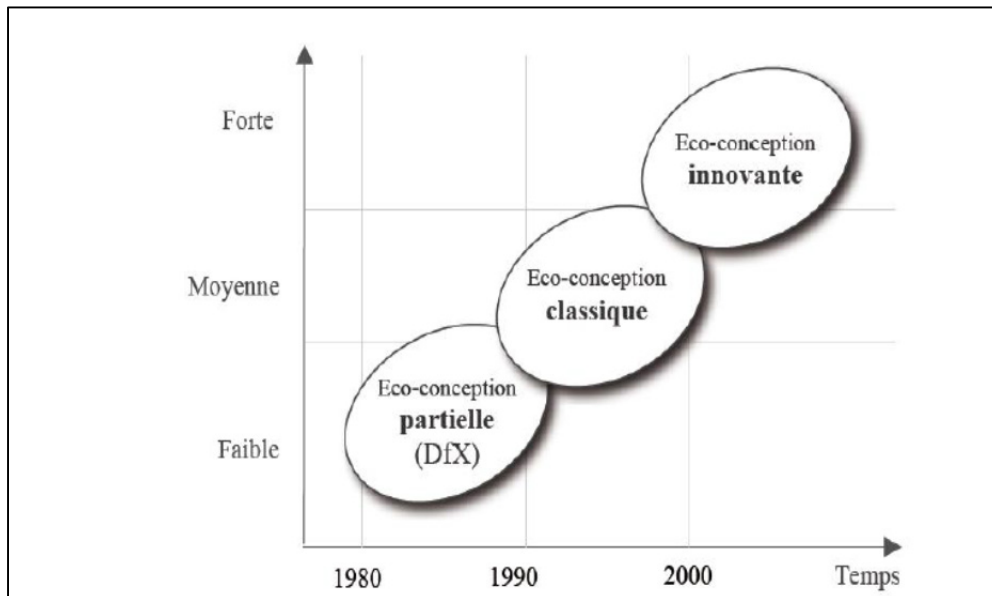 Forte
Eco-conception
innovante
Moyenne
Eco-conception
classique
Eco-conception
partielle
(DfX)
Faible
1980
1990
2000
Temps